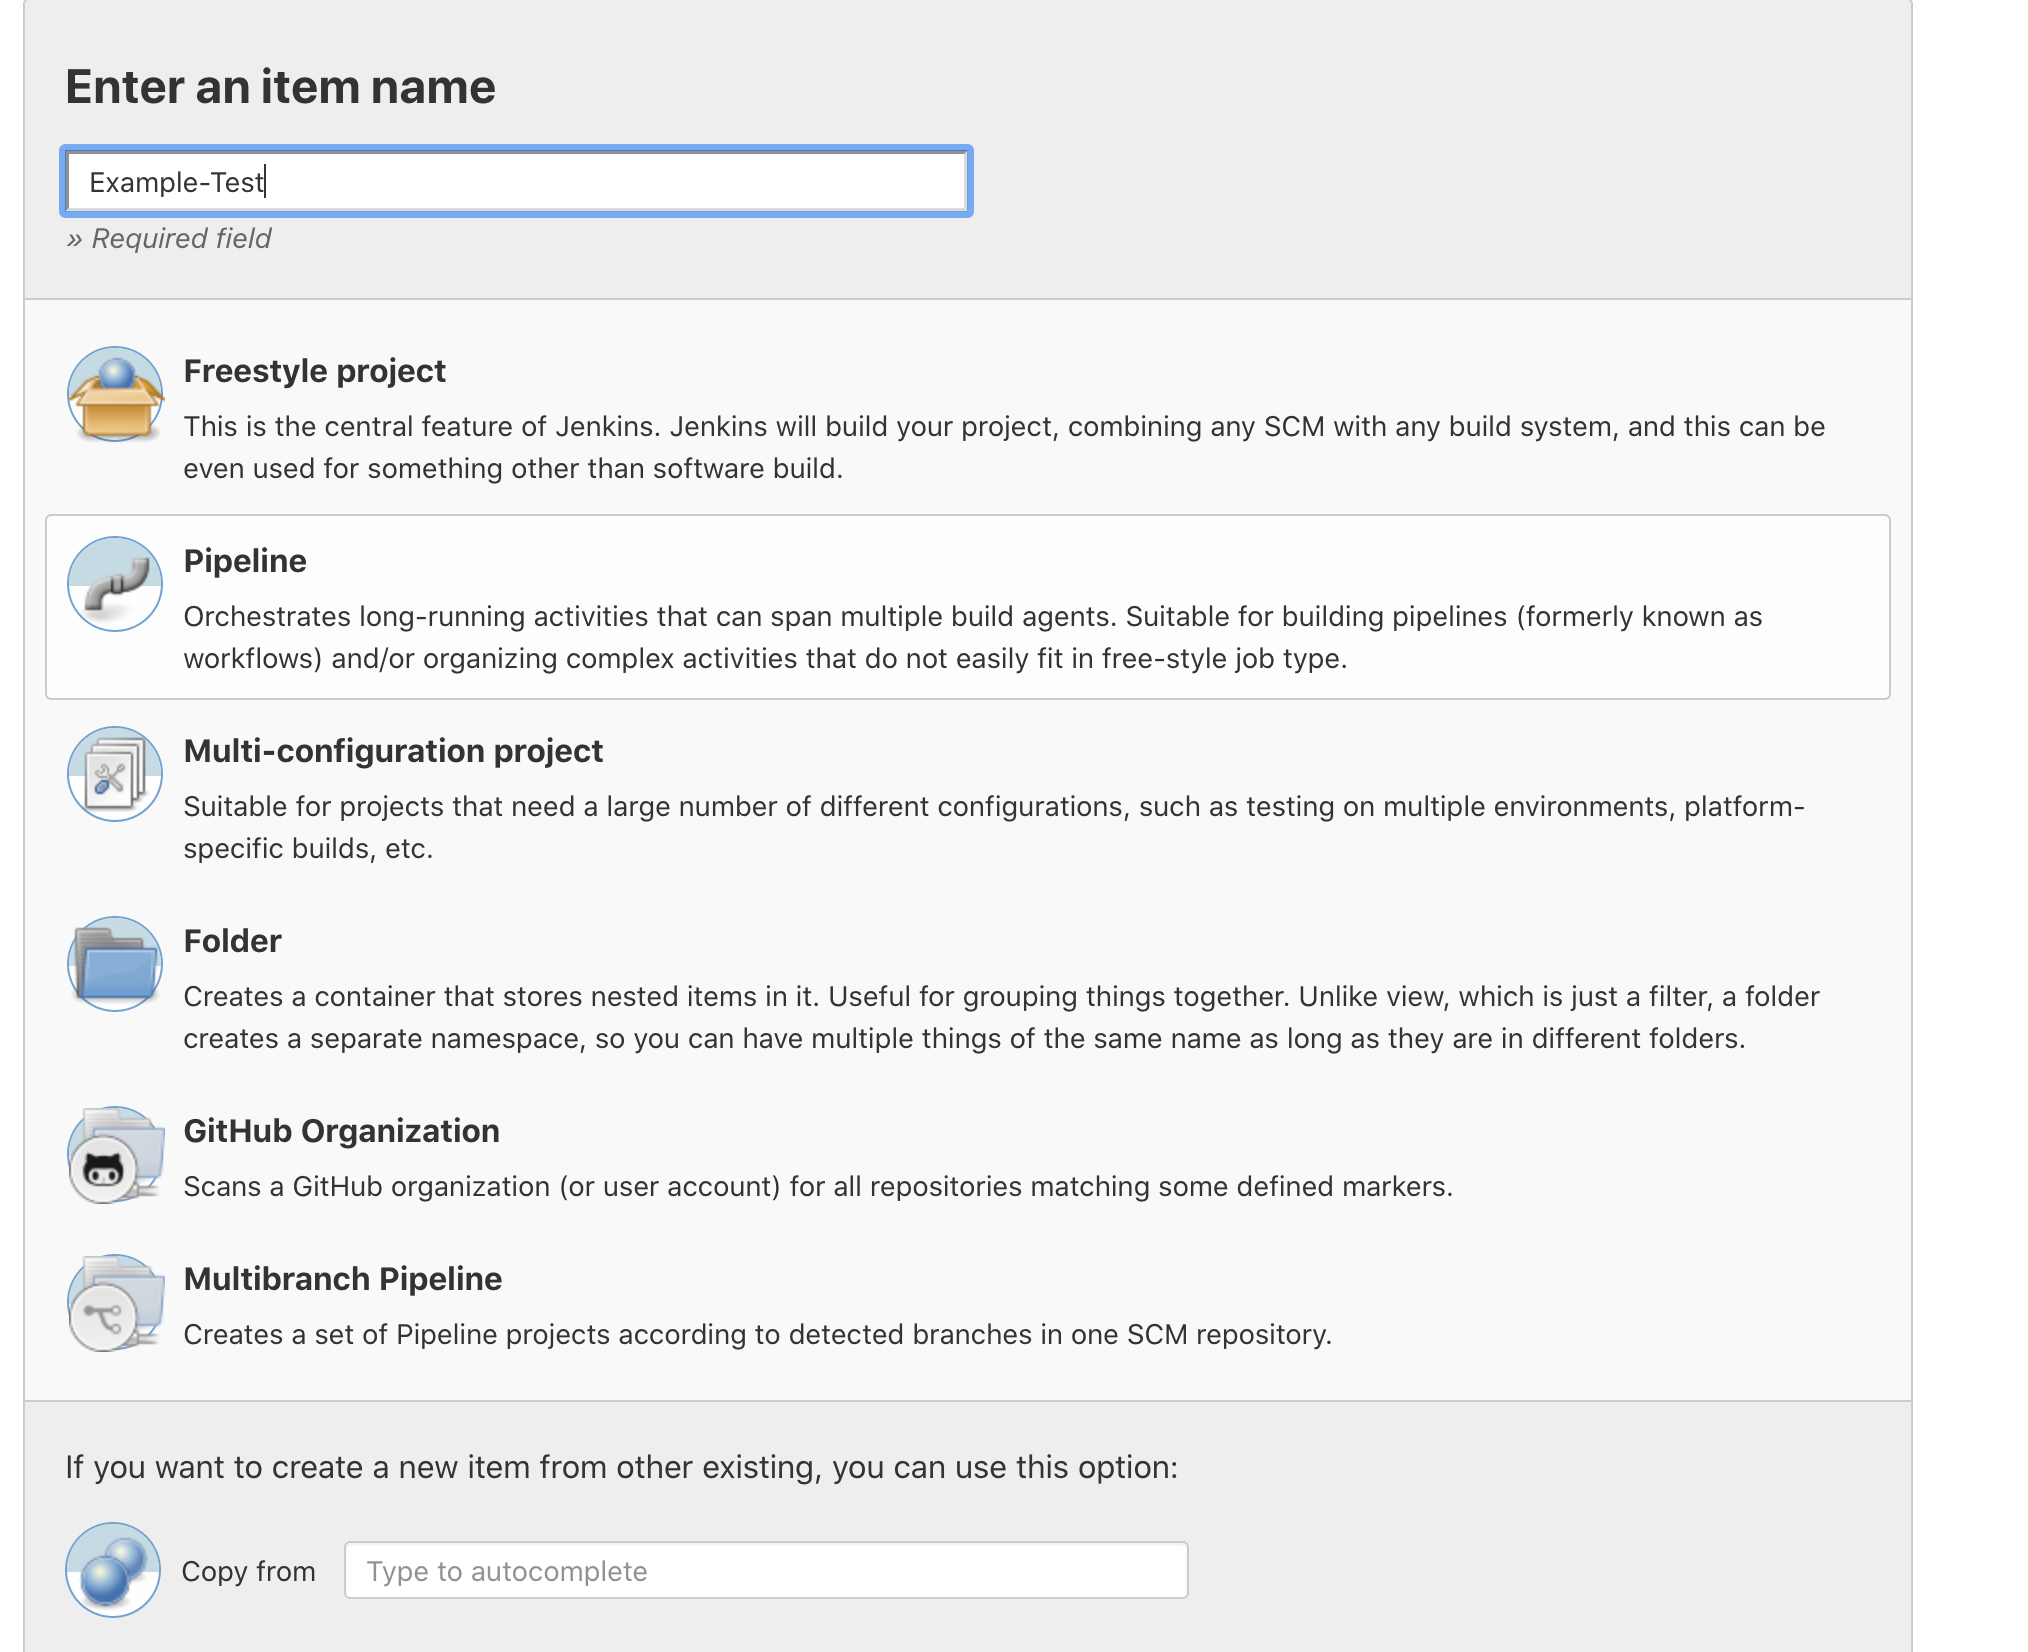 Enter an item name
Example-Test
» Required field
Freestyle project
This is the central feature of Jenkins. Jenkins will build your project, combining any SCM with any build system, and this can be
even used for something other than software build.
Pipeline
Orchestrates long-running activities that can span multiple build agents. Suitable for building pipelines (formerly known as
workflows) and/or organizing complex activities that do not easily fit in free-style job type.
Multi-configuration project
Suitable for projects that need a large number of different configurations, such as testing on multiple environments, platform-
specific builds, etc.
Folder
Creates a container that stores nested items in it. Useful for grouping things together. Unlike view, which is just a filter, a folder
creates a separate namespace, so you can have multiple things of the same name as long as they are in different folders.
GitHub Organization
Scans a GitHub organization (or user account) for all repositories matching some defined markers.
Multibranch Pipeline
Creates a set of Pipeline projects according to detected branches in one SCM repository.
If you want to create a new item from other existing, you can use this option:
Copy from
Type to autocomplete